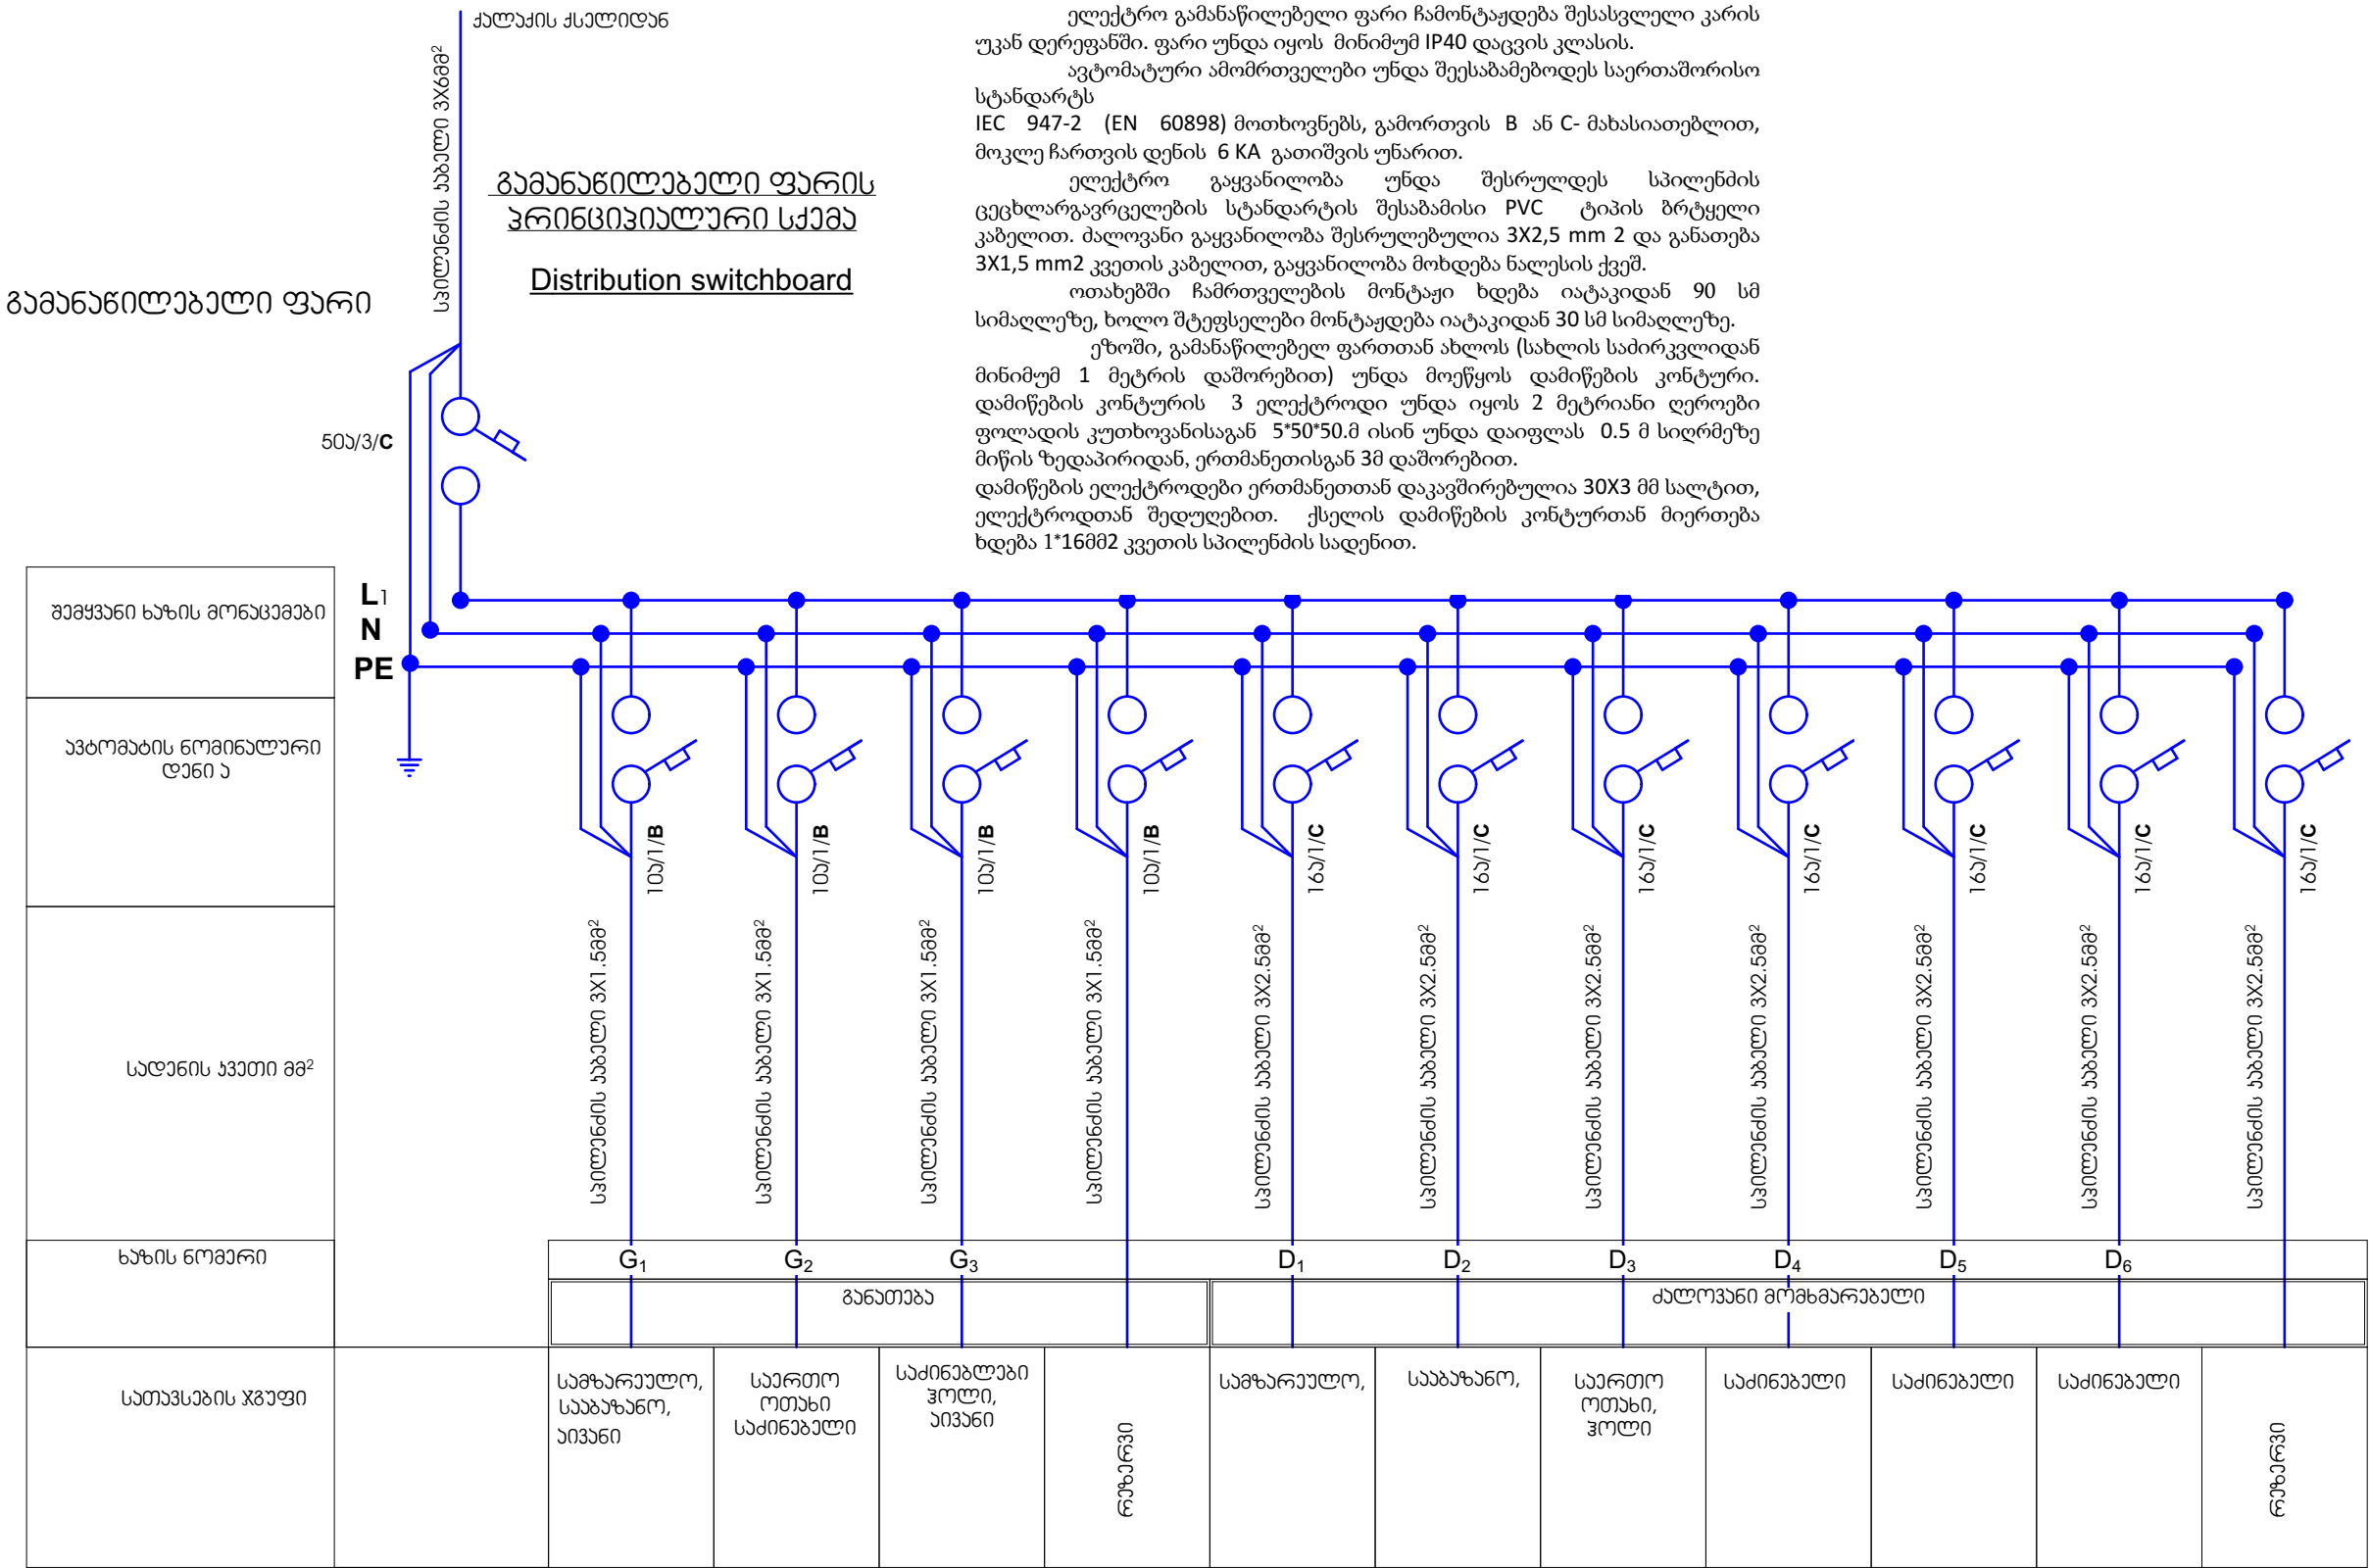 ქალაქის ქსელიდან
სპილენძის კაბელი 3X6მმ²
გამანაწილებელი ფარის
პრინციპიალური სქემა
Distribution switchboard
გამანაწილებელი ფარი
50ა/3/C
ელექტრო გამანაწილებელი ფარი ჩამონტაჟდება შესასვლელი კარის
უკან დერეფანში. ფარი უნდა იყოს მინიმუმ IP40 დაცვის კლასის.
ავტომატური ამომრთველები უნდა შეესაბამებოდეს საერთაშორისო
სტანდარტს
IEC 947-2 (EN 60898) მოთხოვნებს, გამორთვის B ან C- მახასიათებლით,
მოკლე ჩართვის დენის 6 KA გათიშვის უნარით.
ელექტრო გაყვანილობა უნდა შესრულდეს სპილენძის
ცეცხლარგავრცელების სტანდარტის შესაბამისი PVC ტიპის ბრტყელი
კაბელით. ძალოვანი გაყვანილობა შესრულებულია 3X2,5 mm 2 და განათება
3X1,5 mm2 კვეთის კაბელით, გაყვანილობა მოხდება ნალესის ქვეშ.
ოთახებში ჩამრთველების მონტაჟი ხდება იატაკიდან 90 სმ
სიმაღლეზე, ხოლო შტეფსელები მონტაჟდება იატაკიდან 30 სმ სიმაღლეზე.
ეზოში, გამანაწილებელ ფართთან ახლოს (სახლის საძირკვლიდან
მინიმუმ 1 მეტრის დაშორებით) უნდა მოეწყოს დამიწების კონტური.
დამიწების კონტურის 3 ელექტროდი უნდა იყოს 2 მეტრიანი ღეროები
ფოლადის კუთხოვანისაგან 5*50*50.მ ისინ უნდა დაიფლას 0.5 მ სიღრმეზე
მიწის ზედაპირიდან, ერთმანეთისგან 3მ დაშორებით.
დამიწების ელექტროდები ერთმანეთთან დაკავშირებულია 30X3 მმ სალტით,
ელექტროდთან შედუღებით. ქსელის დამიწების კონტურთან მიერთება
ხდება 1*16მმ2 კვეთის სპილენძის სადენით.
შემყვანი ხაზის მონაცემები
L1
N
PE
ავტომატის ნომინალური
დენი ა
10ა/1/B
10ა/1/B
10ა/1/B
10ა/1/B
16ა/1/C
16ა/1/C
16ა/1/C
16ა/1/C
16ა/1/C
16ა/1/C
16ა/1/C
სადენის კვეთი მმ²
სპილენძის კაბელი 3X1.5მმ²
სპილენძის კაბელი 3X1.5მმ²
სპილენძის კაბელი 3X1.5მმ²
სპილენძის კაბელი 3X1.5მმ²
სპილენძის კაბელი 3X2.5მმ²
სპილენძის კაბელი 3X2.5მმ²
სპილენძის კაბელი 3X2.5მმ²
სპილენძის კაბელი 3X2.5მმ²
სპილენძის კაბელი 3X2.5მმ²
სპილენძის კაბელი 3X2.5მმ²
სპილენძის კაბელი 3X2.5მმ²
ხაზის ნომერი
G1 G2 G3 D1 D2 D3 D4 D5 D6
განათება
ძალოვანი მომხმარებელი
სათავსების ჯგუფი
სამზარეულო,
სააბაზანო,
აივანი
საერთო
ოთახი
საძინებელი
საძინებლები
ჰოლი,
აივანი
რეზერვი
სამზარეულო,
სააბაზანო,
საერთო
ოთახი,
ჰოლი
საძინებელი
საძინებელი
საძინებელი
რეზერვი